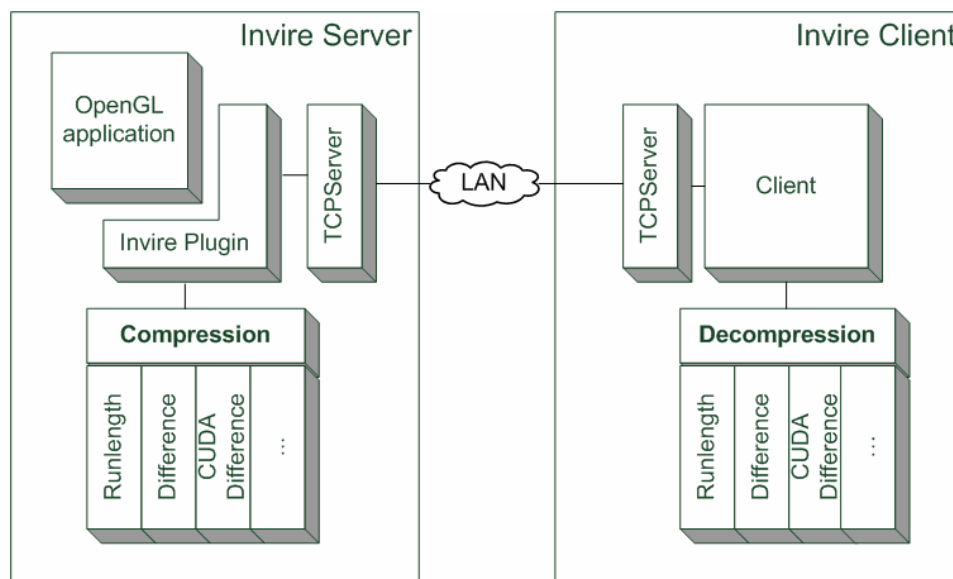 Invire Server
OpenGL
application
Invire Plugin
TCPServer
Compression
Runlength
Difference
CUDA
Difference
...
LAN
Invire Client
TCPServer
Client
Decompression
Runlength
Difference
CUDA
Difference
...